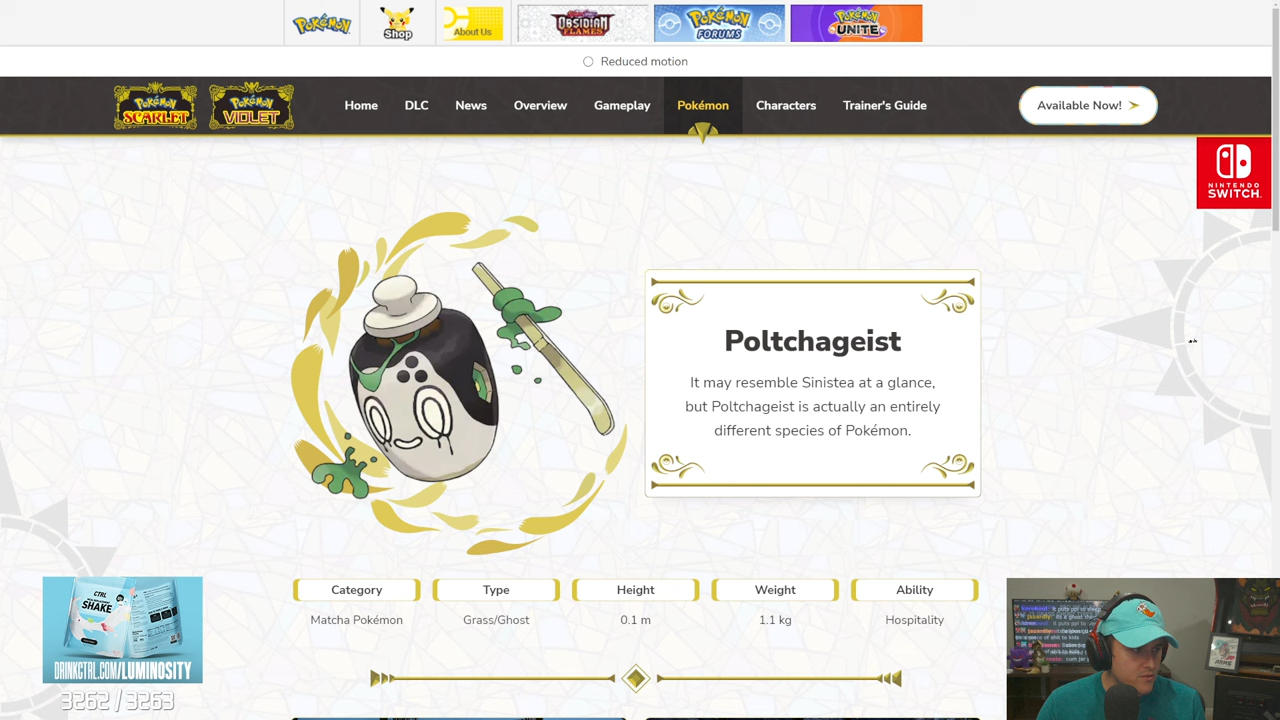 Pokémon
Shop
About Us
OBSIDIAN
FLAMES
Pokémon
FORUMS
Pokémon
UNITE
Reduced motion
Pokémon
SCARLET
Pokémon
VIOLET
Home
DLC
News
Overview
Gameplay
Pokémon
Characters
Trainer's Guide
Available Now!
NINTENDO
SWITCH
Poltchageist
It may resemble Sinistea at a glance,
but Poltchageist is actually an entirely
different species of Pokémon.
Category
Type
Height
Weight
Ability
Matcha Pokémon
Grass/Ghost
0.1 m
1.1 kg
Hospitality
CTRL
SHAKE
DRINKCTRL.COM/LUMINOSITY
3262 / 3263